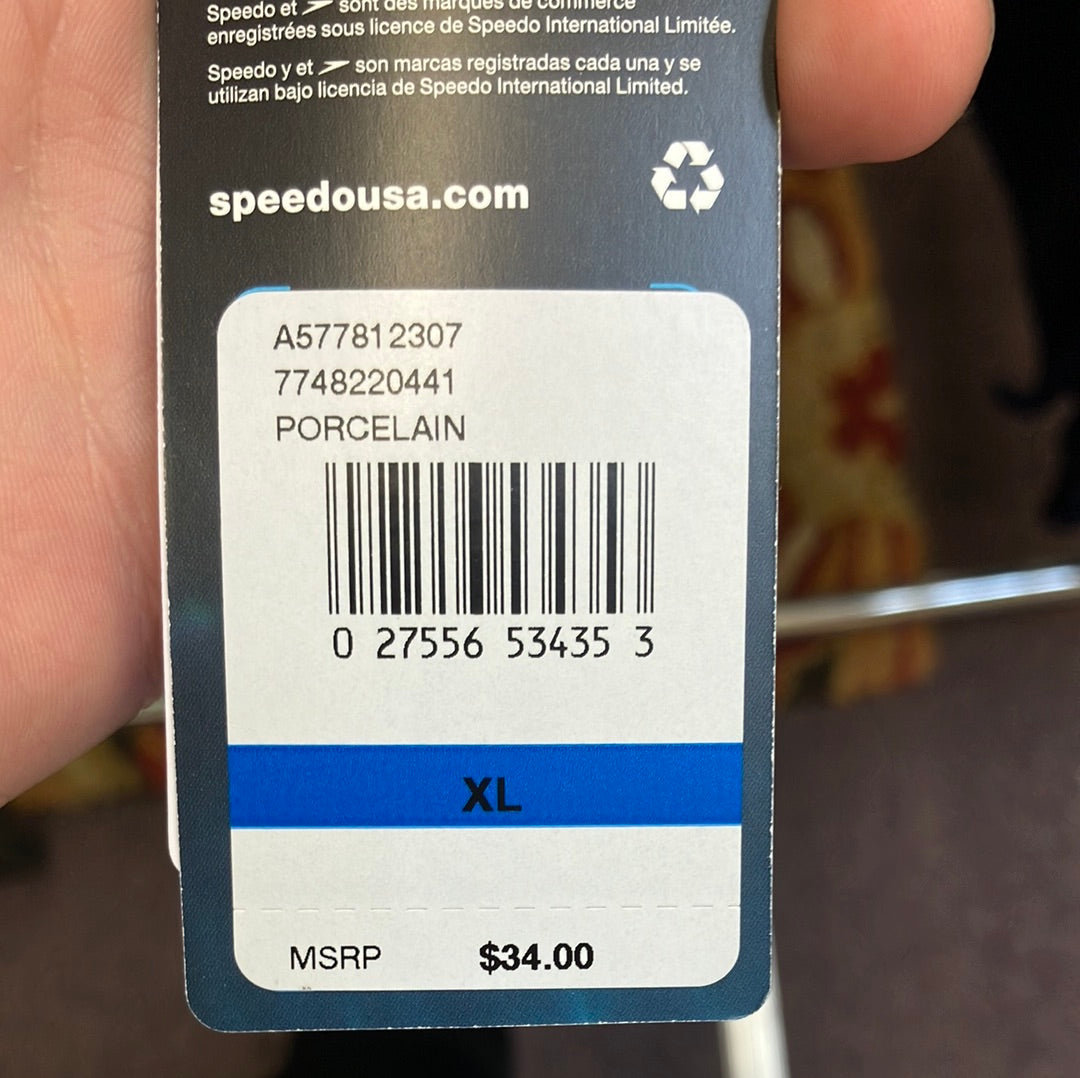 Speedo et sont des marques de commerce
enregistrées sous licence de Speedo International Limitée.
Speedo y et son marcas registradas cada una y se
utilizan bajo licencia de Speedo International Limited.
speedousa.com
A577812307
7748220441
PORCELAIN
0 27556 53435 3
XL
MSRP $34.00